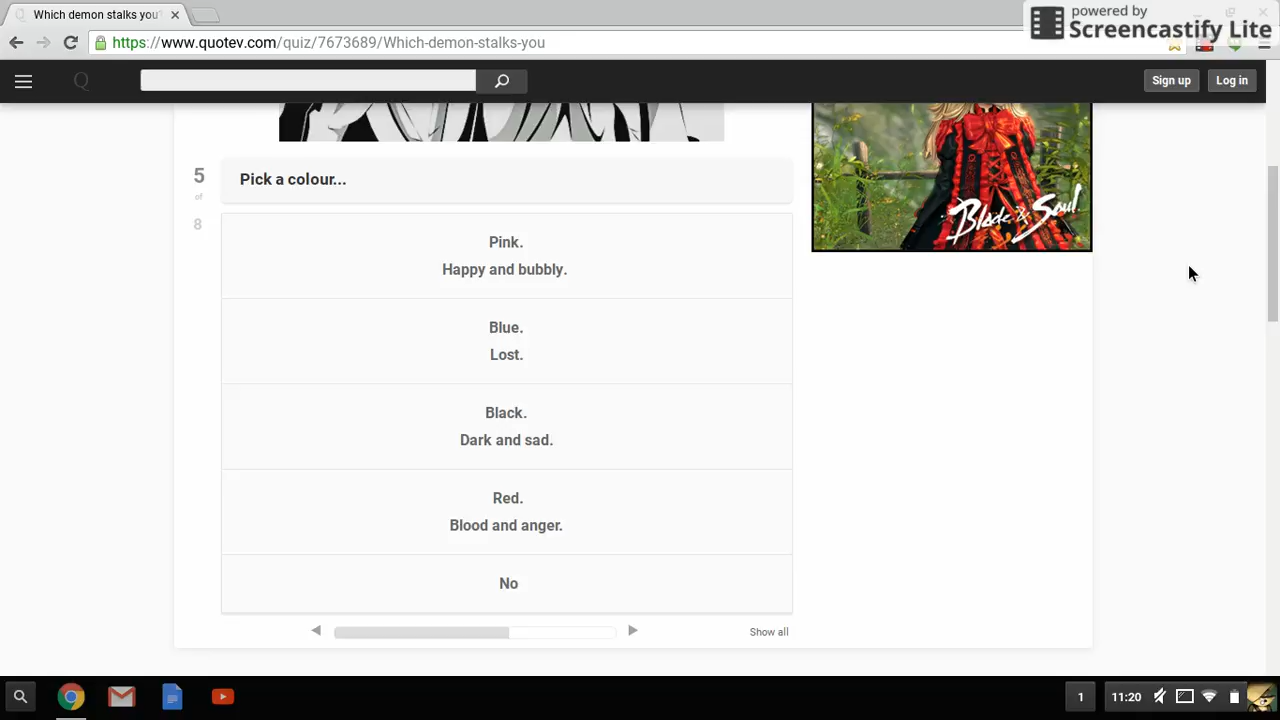 powered by
Screencastify Lite
Which demon stalks you
https://www.quotev.com/quiz/7673689/Which-demon-stalks-you
Q
Sign up
Log in
5
of
8
Pick a colour...
Blade & Soul
Pink.
Happy and bubbly.
Blue.
Lost.
Black.
Dark and sad.
Red.
Blood and anger.
No
Show all
1
11:20